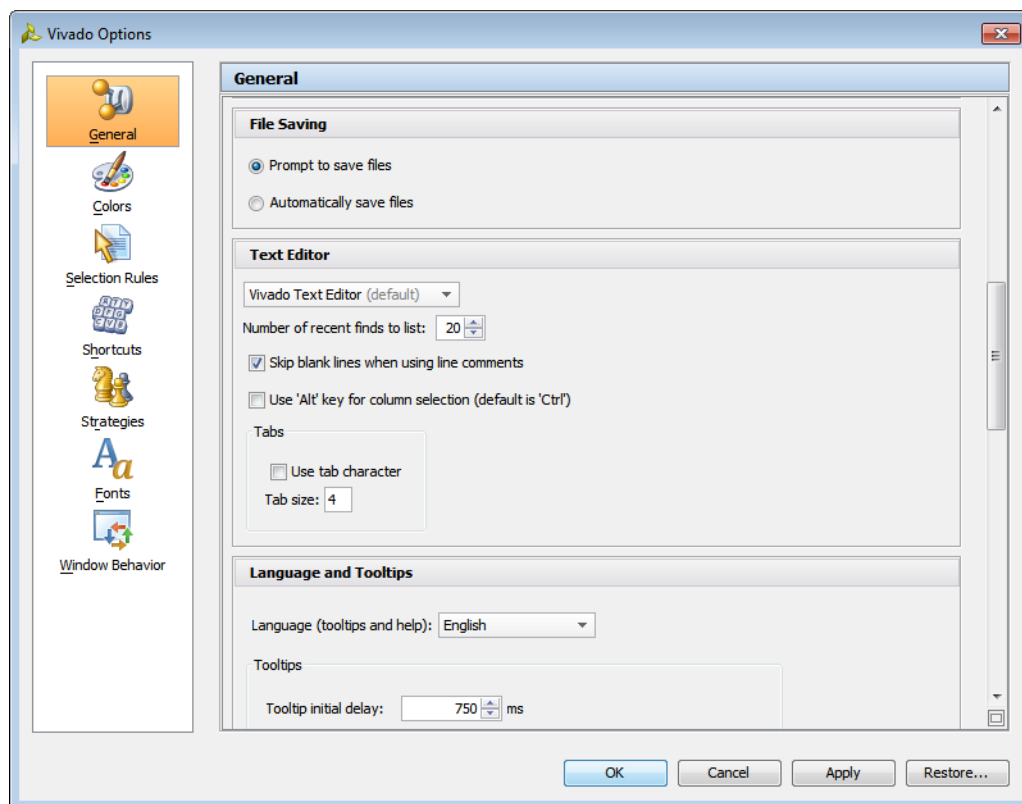 Vivado Options
General
Colors
Selection Rules
Shortcuts
Strategies
Fonts
Window Behavior
General
File Saving
Prompt to save files
Automatically save files
Text Editor
Vivado Text Editor (default)
Number of recent finds to list: 20
Skip blank lines when using line comments
Use 'Alt' key for column selection (default is 'Ctrl')
Tabs
Use tab character
Tab size: 4
Language and Tooltips
Language (tooltips and help): English
Tooltips
Tooltip initial delay: 750 ms
OK Cancel Apply Restore...